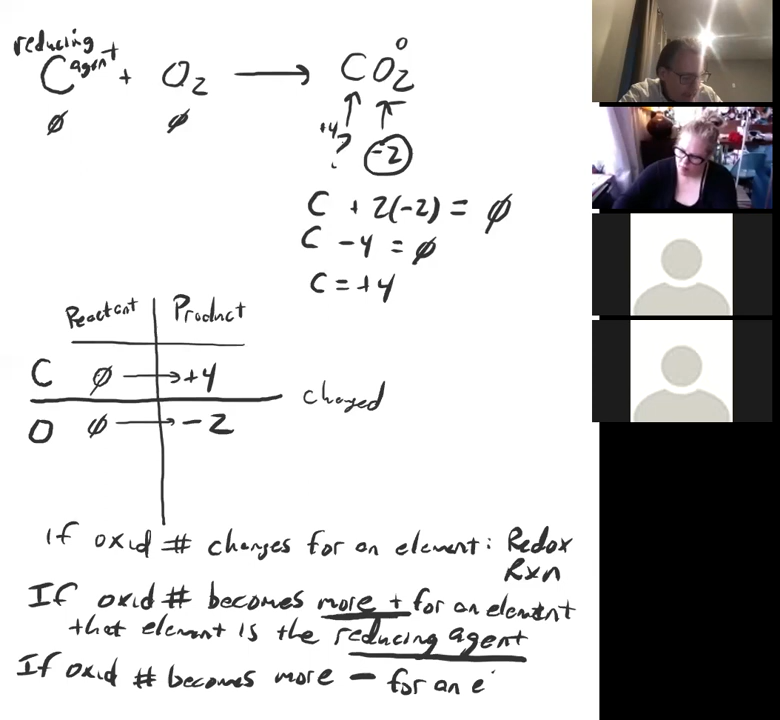 reducing
agent
C + O2 → CO2 0
∅ ∅ ↑ ↑
+4
? -2
C + 2(-2) = ∅
C -4 = ∅
C = +4
Reactant Product
C ∅ → +4
changed
O ∅ → -2
If oxid # changes for an element: Redox
Rxn
If oxid # becomes more + for an element
that element is the reducing agent
If oxid # becomes more - for an e